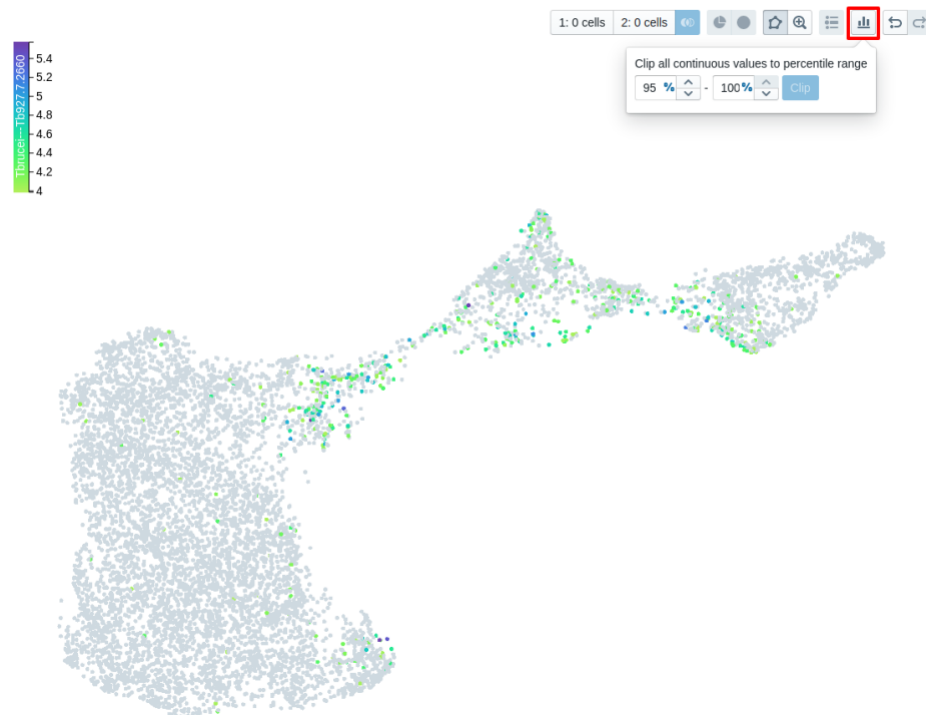 1: 0 cells 2: 0 cells
Clip all continuous values to percentile range
95 % - 100% Clip
Tbrucei---Tb927.7.2660
5.4
5.2
5
4.8
4.6
4.4
4.2
4